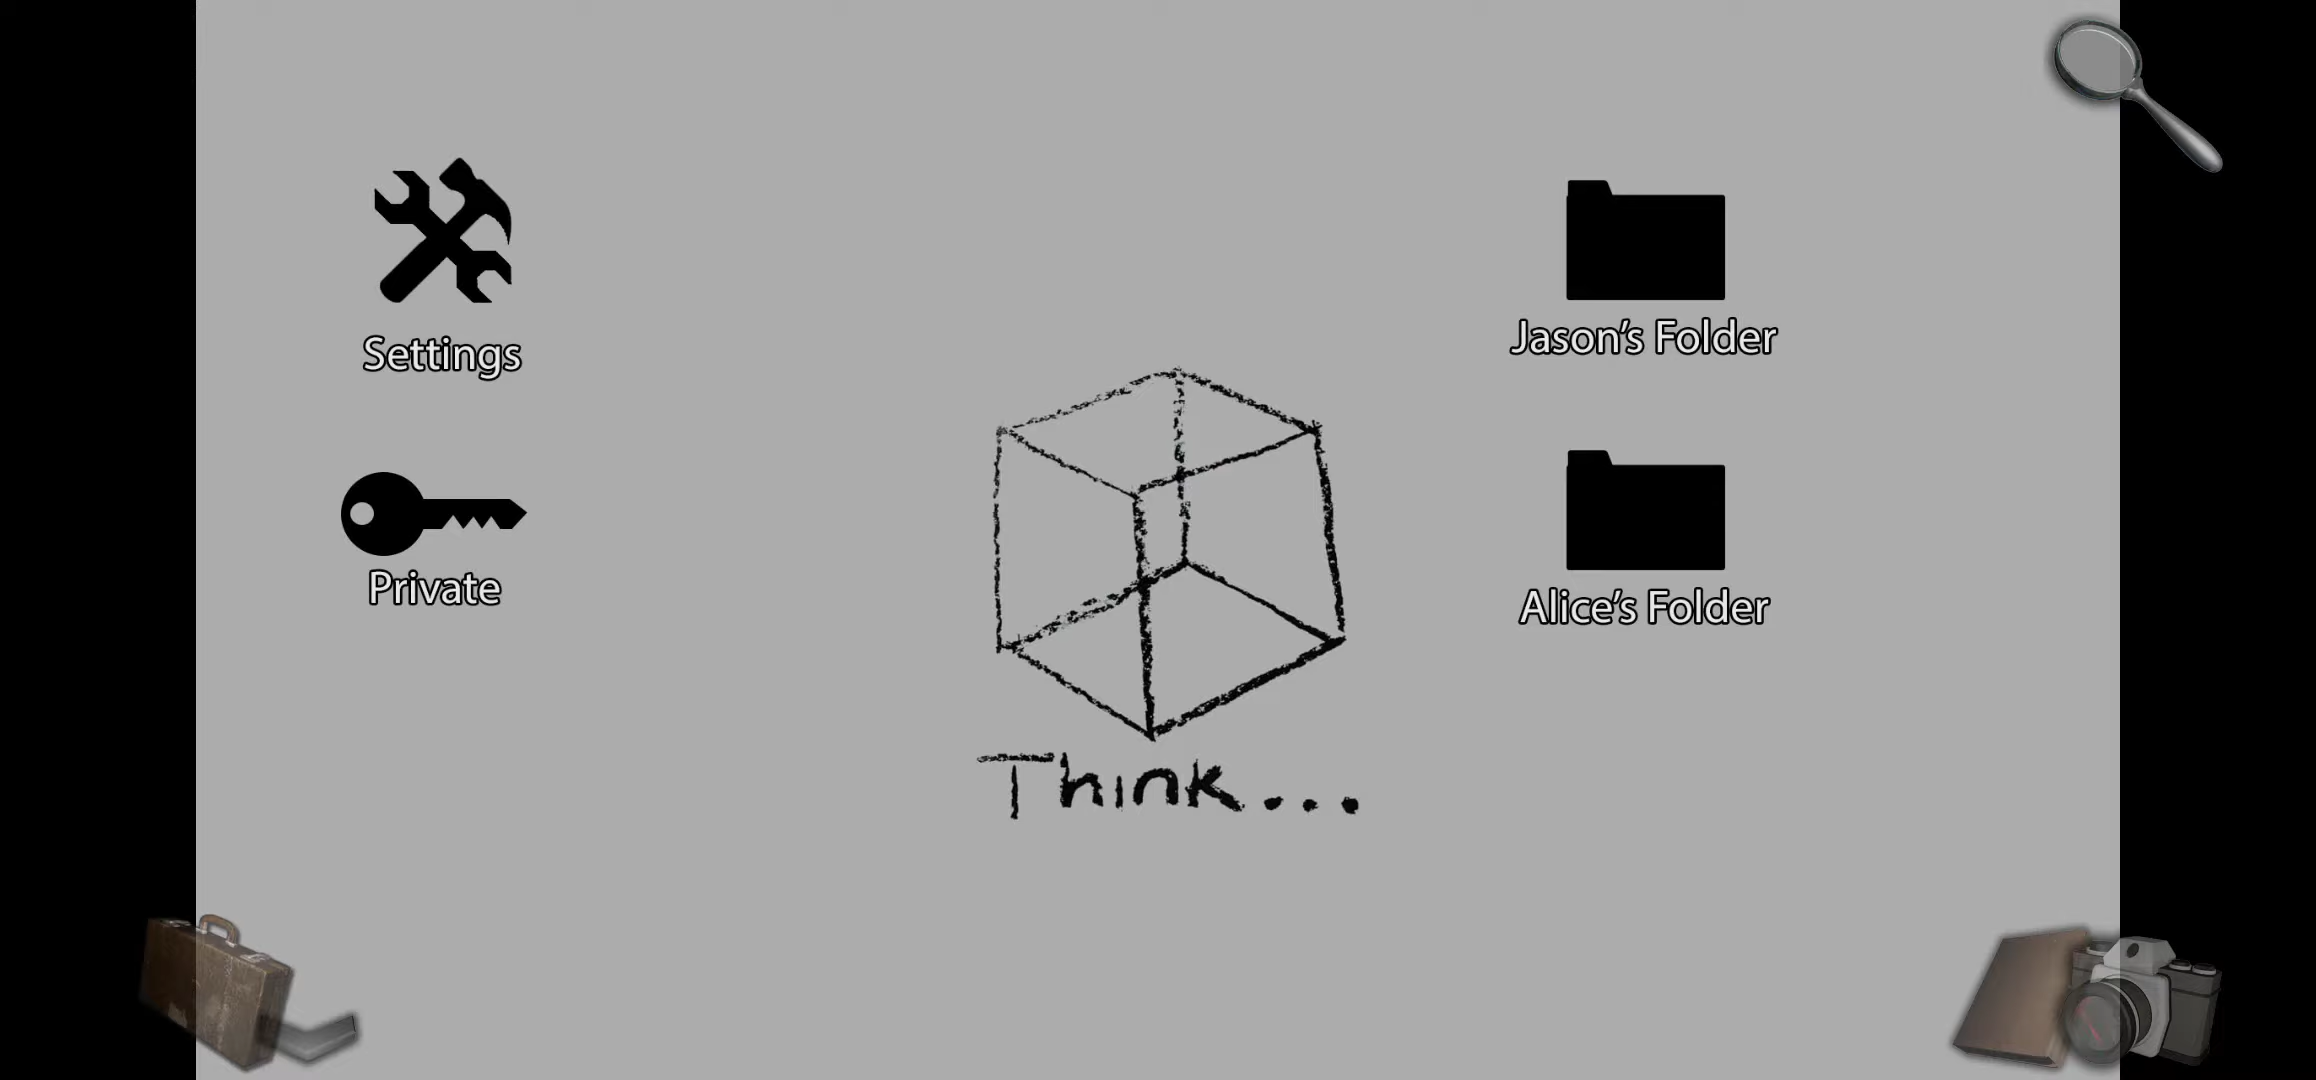 Settings
Private
Jason's Folder
Alice's Folder
Think...